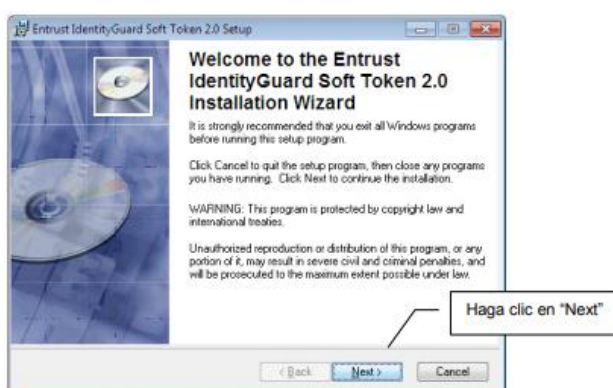 Entrust IdentityGuard Soft Token 2.0 Setup
Welcome to the Entrust
IdentityGuard Soft Token 2.0
Installation Wizard
It is strongly recommended that you exit all Windows programs
before running this setup program.
Click Cancel to quit the setup program, then close any programs
you have running. Click Next to continue the installation.
WARNING: This program is protected by copyright law and
international treaties.
Unauthorized reproduction or distribution of this program, or any
portion of it, may result in severe civil and criminal penalties, and
will be prosecuted to the maximum extent possible under law.
Haga clic en “Next”
< Back
Next >
Cancel